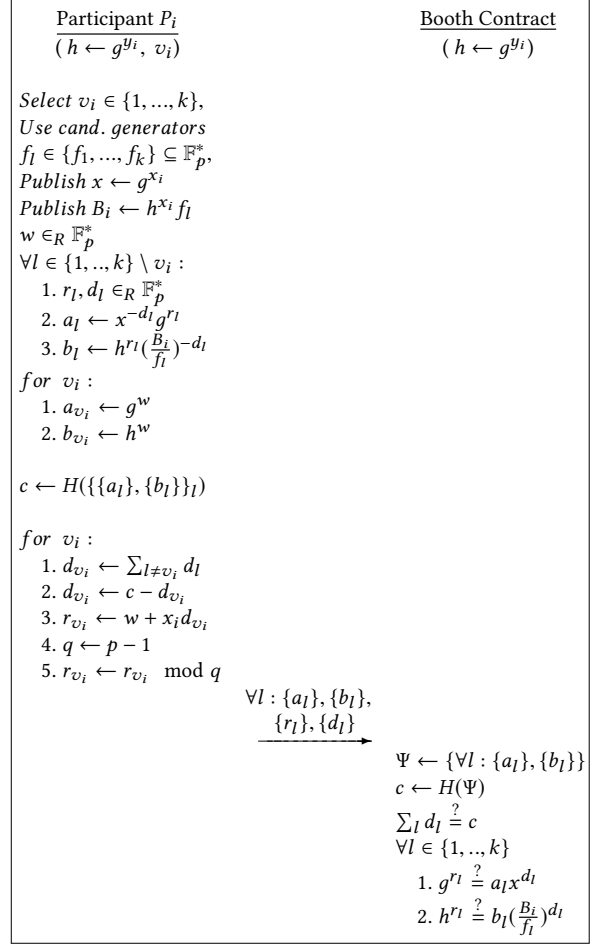 Participant P_i
( h ← g^{y_i}, v_i)
Booth Contract
( h ← g^{y_i})
Select v_i ∈ {1, ..., k},
Use cand. generators
f_l ∈ {f_1, ..., f_k} ⊆ 𝔽_p^*,
Publish x ← g^{x_i}
Publish B_i ← h^{x_i} f_l
w ∈_R 𝔽_p^*
∀l ∈ {1, .., k} \ v_i :
1. r_l, d_l ∈_R 𝔽_p^*
2. a_l ← x^{-d_l} g^{r_l}
3. b_l ← h^{r_l} (\frac{B_i}{f_l})^{-d_l}
for v_i :
1. a_{v_i} ← g^w
2. b_{v_i} ← h^w
c ← H({{a_l}, {b_l}}_l)
for v_i :
1. d_{v_i} ← ∑_{l≠v_i} d_l
2. d_{v_i} ← c − d_{v_i}
3. r_{v_i} ← w + x_i d_{v_i}
4. q ← p − 1
5. r_{v_i} ← r_{v_i} mod q
∀l : {a_l}, {b_l},
{r_l}, {d_l}
Ψ ← {∀l : {a_l}, {b_l}}
c ← H(Ψ)
∑_l d_l \stackrel{?}{=} c
∀l ∈ {1, .., k}
1. g^{r_l} \stackrel{?}{=} a_l x^{d_l}
2. h^{r_l} \stackrel{?}{=} b_l (\frac{B_i}{f_l})^{d_l}